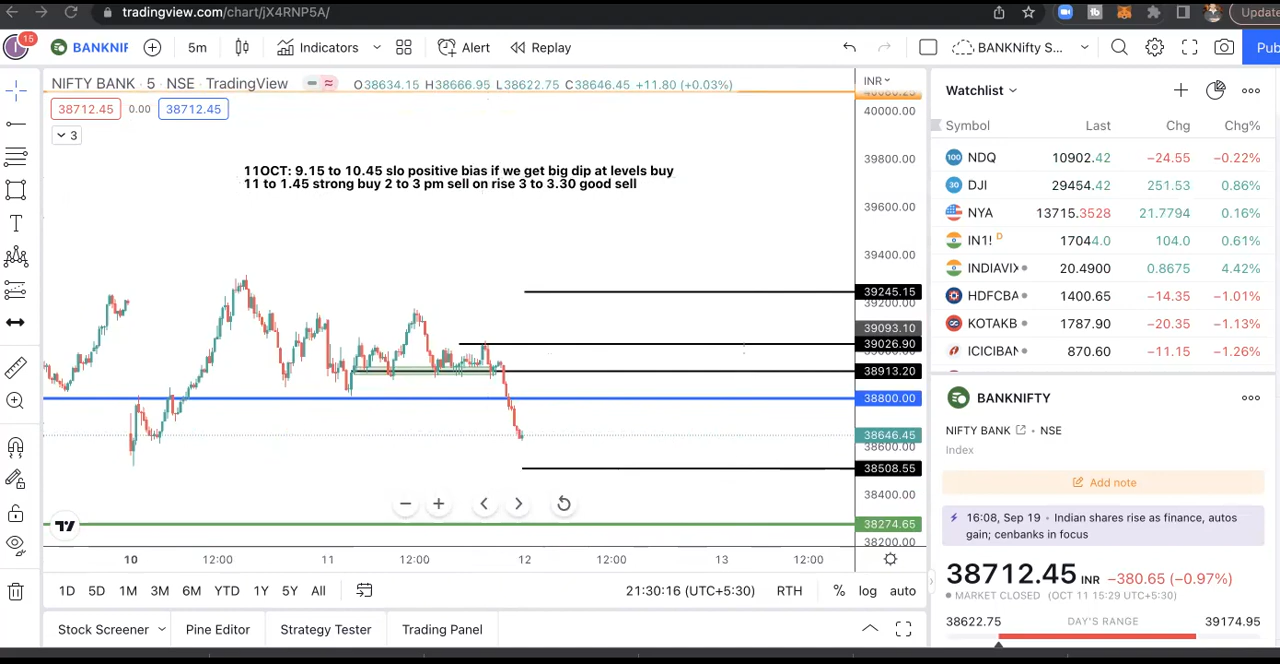 tradingview.com/chart/jX4RNP5A/
Update
15
BANKNIF
5m
Indicators
Alert
Replay
BANKNifty S...
Pub
NIFTY BANK · 5 · NSE · TradingView
O38634.15 H38666.95 L38622.75 C38646.45 +11.80 (+0.03%)
INR
38712.45 0.00 38712.45
3
11OCT: 9.15 to 10.45 slo positive bias if we get big dip at levels buy
11 to 1.45 strong buy 2 to 3 pm sell on rise 3 to 3.30 good sell
40000.00
39800.00
39600.00
39400.00
39245.15
39200.00
39093.10
39026.90
38913.20
38800.00
38646.45
38600.00
38508.55
38400.00
38274.65
38200.00
10 12:00 11 12:00 12 12:00 13 12:00
1D 5D 1M 3M 6M YTD 1Y 5Y All
21:30:16 (UTC+5:30) RTH % log auto
Stock Screener Pine Editor Strategy Tester Trading Panel
Watchlist
Symbol Last Chg Chg%
100 NDQ 10902.42 −24.55 −0.22%
30 DJI 29454.42 251.53 0.86%
NYA 13715.3528 21.7794 0.16%
IN1! D 17044.0 104.0 0.61%
INDIAVIX 20.4900 0.8675 4.42%
HDFCBA 1400.65 −14.35 −1.01%
KOTAKB 1787.90 −20.35 −1.13%
ICICIBAN 870.60 −11.15 −1.26%
BANKNIFTY
NIFTY BANK · NSE
Index
Add note
16:08, Sep 19 · Indian shares rise as finance, autos
gain; cenbanks in focus
38712.45 INR −380.65 (−0.97%)
MARKET CLOSED (OCT 11 15:29 UTC+5:30)
38622.75 DAY'S RANGE 39174.95